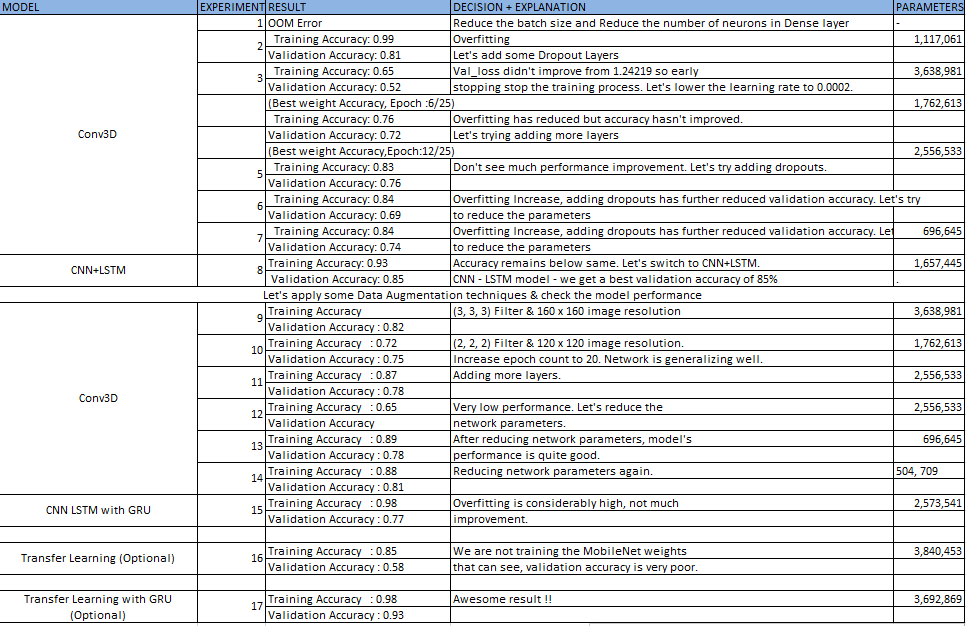 MODEL EXPERIMENT RESULT DECISION + EXPLANATION PARAMETERS
1 OOM Error Reduce the batch size and Reduce the number of neurons in Dense layer -
2 Training Accuracy: 0.99 Overfitting 1,117,061
Validation Accuracy: 0.81 Let's add some Dropout Layers
3 Training Accuracy: 0.65 Val_loss didn't improve from 1.24219 so early 3,638,981
Validation Accuracy: 0.52 stopping stop the training process. Let's lower the learning rate to 0.0002.
(Best weight Accuracy, Epoch :6/25) 1,762,613
Training Accuracy: 0.76 Overfitting has reduced but accuracy hasn't improved.
Conv3D Validation Accuracy: 0.72 Let's trying adding more layers
(Best weight Accuracy,Epoch:12/25) 2,556,533
5 Training Accuracy: 0.83 Don't see much performance improvement. Let's try adding dropouts.
Validation Accuracy: 0.76
6 Training Accuracy: 0.84 Overfitting Increase, adding dropouts has further reduced validation accuracy. Let's try
Validation Accuracy: 0.69 to reduce the parameters
7 Training Accuracy: 0.84 Overfitting Increase, adding dropouts has further reduced validation accuracy. Let 696,645
Validation Accuracy: 0.74 to reduce the parameters
CNN+LSTM 8 Training Accuracy: 0.93 Accuracy remains below same. Let's switch to CNN+LSTM. 1,657,445
Validation Accuracy: 0.85 CNN - LSTM model - we get a best validation accuracy of 85% .
Let's apply some Data Augmentation techniques & check the model performance
9 Training Accuracy (3, 3, 3) Filter & 160 x 160 image resolution 3,638,981
Validation Accuracy : 0.82
10 Training Accuracy : 0.72 (2, 2, 2) Filter & 120 x 120 image resolution. 1,762,613
Validation Accuracy : 0.75 Increase epoch count to 20. Network is generalizing well.
11 Training Accuracy : 0.87 Adding more layers. 2,556,533
Conv3D Validation Accuracy : 0.78
12 Training Accuracy : 0.65 Very low performance. Let's reduce the 2,556,533
Validation Accuracy network parameters.
13 Training Accuracy : 0.89 After reducing network parameters, model's 696,645
Validation Accuracy : 0.78 performance is quite good.
14 Training Accuracy : 0.88 Reducing network parameters again. 504, 709
Validation Accuracy : 0.81
CNN LSTM with GRU 15 Training Accuracy : 0.98 Overfitting is considerably high, not much 2,573,541
Validation Accuracy : 0.77 improvement.
Transfer Learning (Optional) 16 Training Accuracy : 0.85 We are not training the MobileNet weights 3,840,453
Validation Accuracy : 0.58 that can see, validation accuracy is very poor.
Transfer Learning with GRU 17 Training Accuracy : 0.98 Awesome result !! 3,692,869
(Optional) Validation Accuracy : 0.93